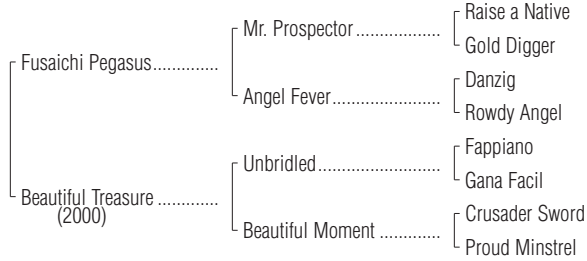 Raise a Native
Mr. Prospector ..................
Gold Digger
Fusaichi Pegasus..............
Danzig
Angel Fever .......................
Rowdy Angel
Fappiano
Unbridled..........................
Gana Facil
Beautiful Treasure .............
(2000)
Crusader Sword
Beautiful Moment .............
Proud Minstrel